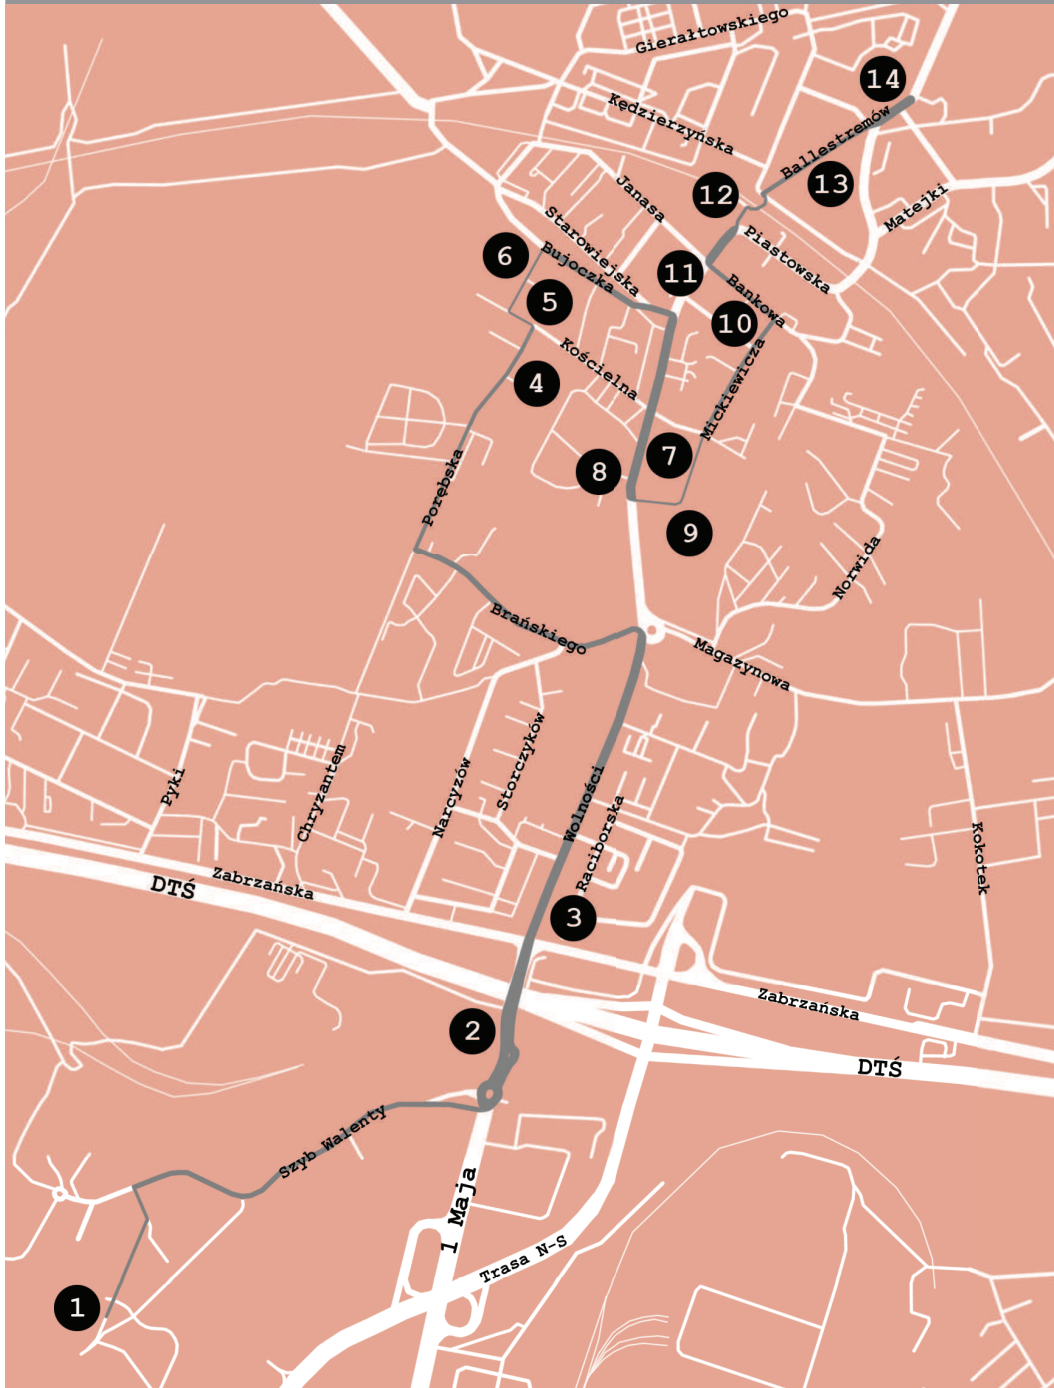 Gierałtowskiego
14
Kędzierzyńska
Ballestremów
13
12
Janasa
Matejki
Starowiejska
Piastowska
6
Bujoczka
11
Bankowa
5
10
Kościelna
4
Mickiewicza
7
8
Porębska
9
Norwida
Brańskiego
Magazynowa
Storczyków
Pyki
Chryzantem
Narcyzów
Wolności
Raciborska
Kokotek
DTŚ
Zabrzańska
3
Zabrzańska
2
DTŚ
Szyb Walenty
1 Maja
Trasa N-S
1